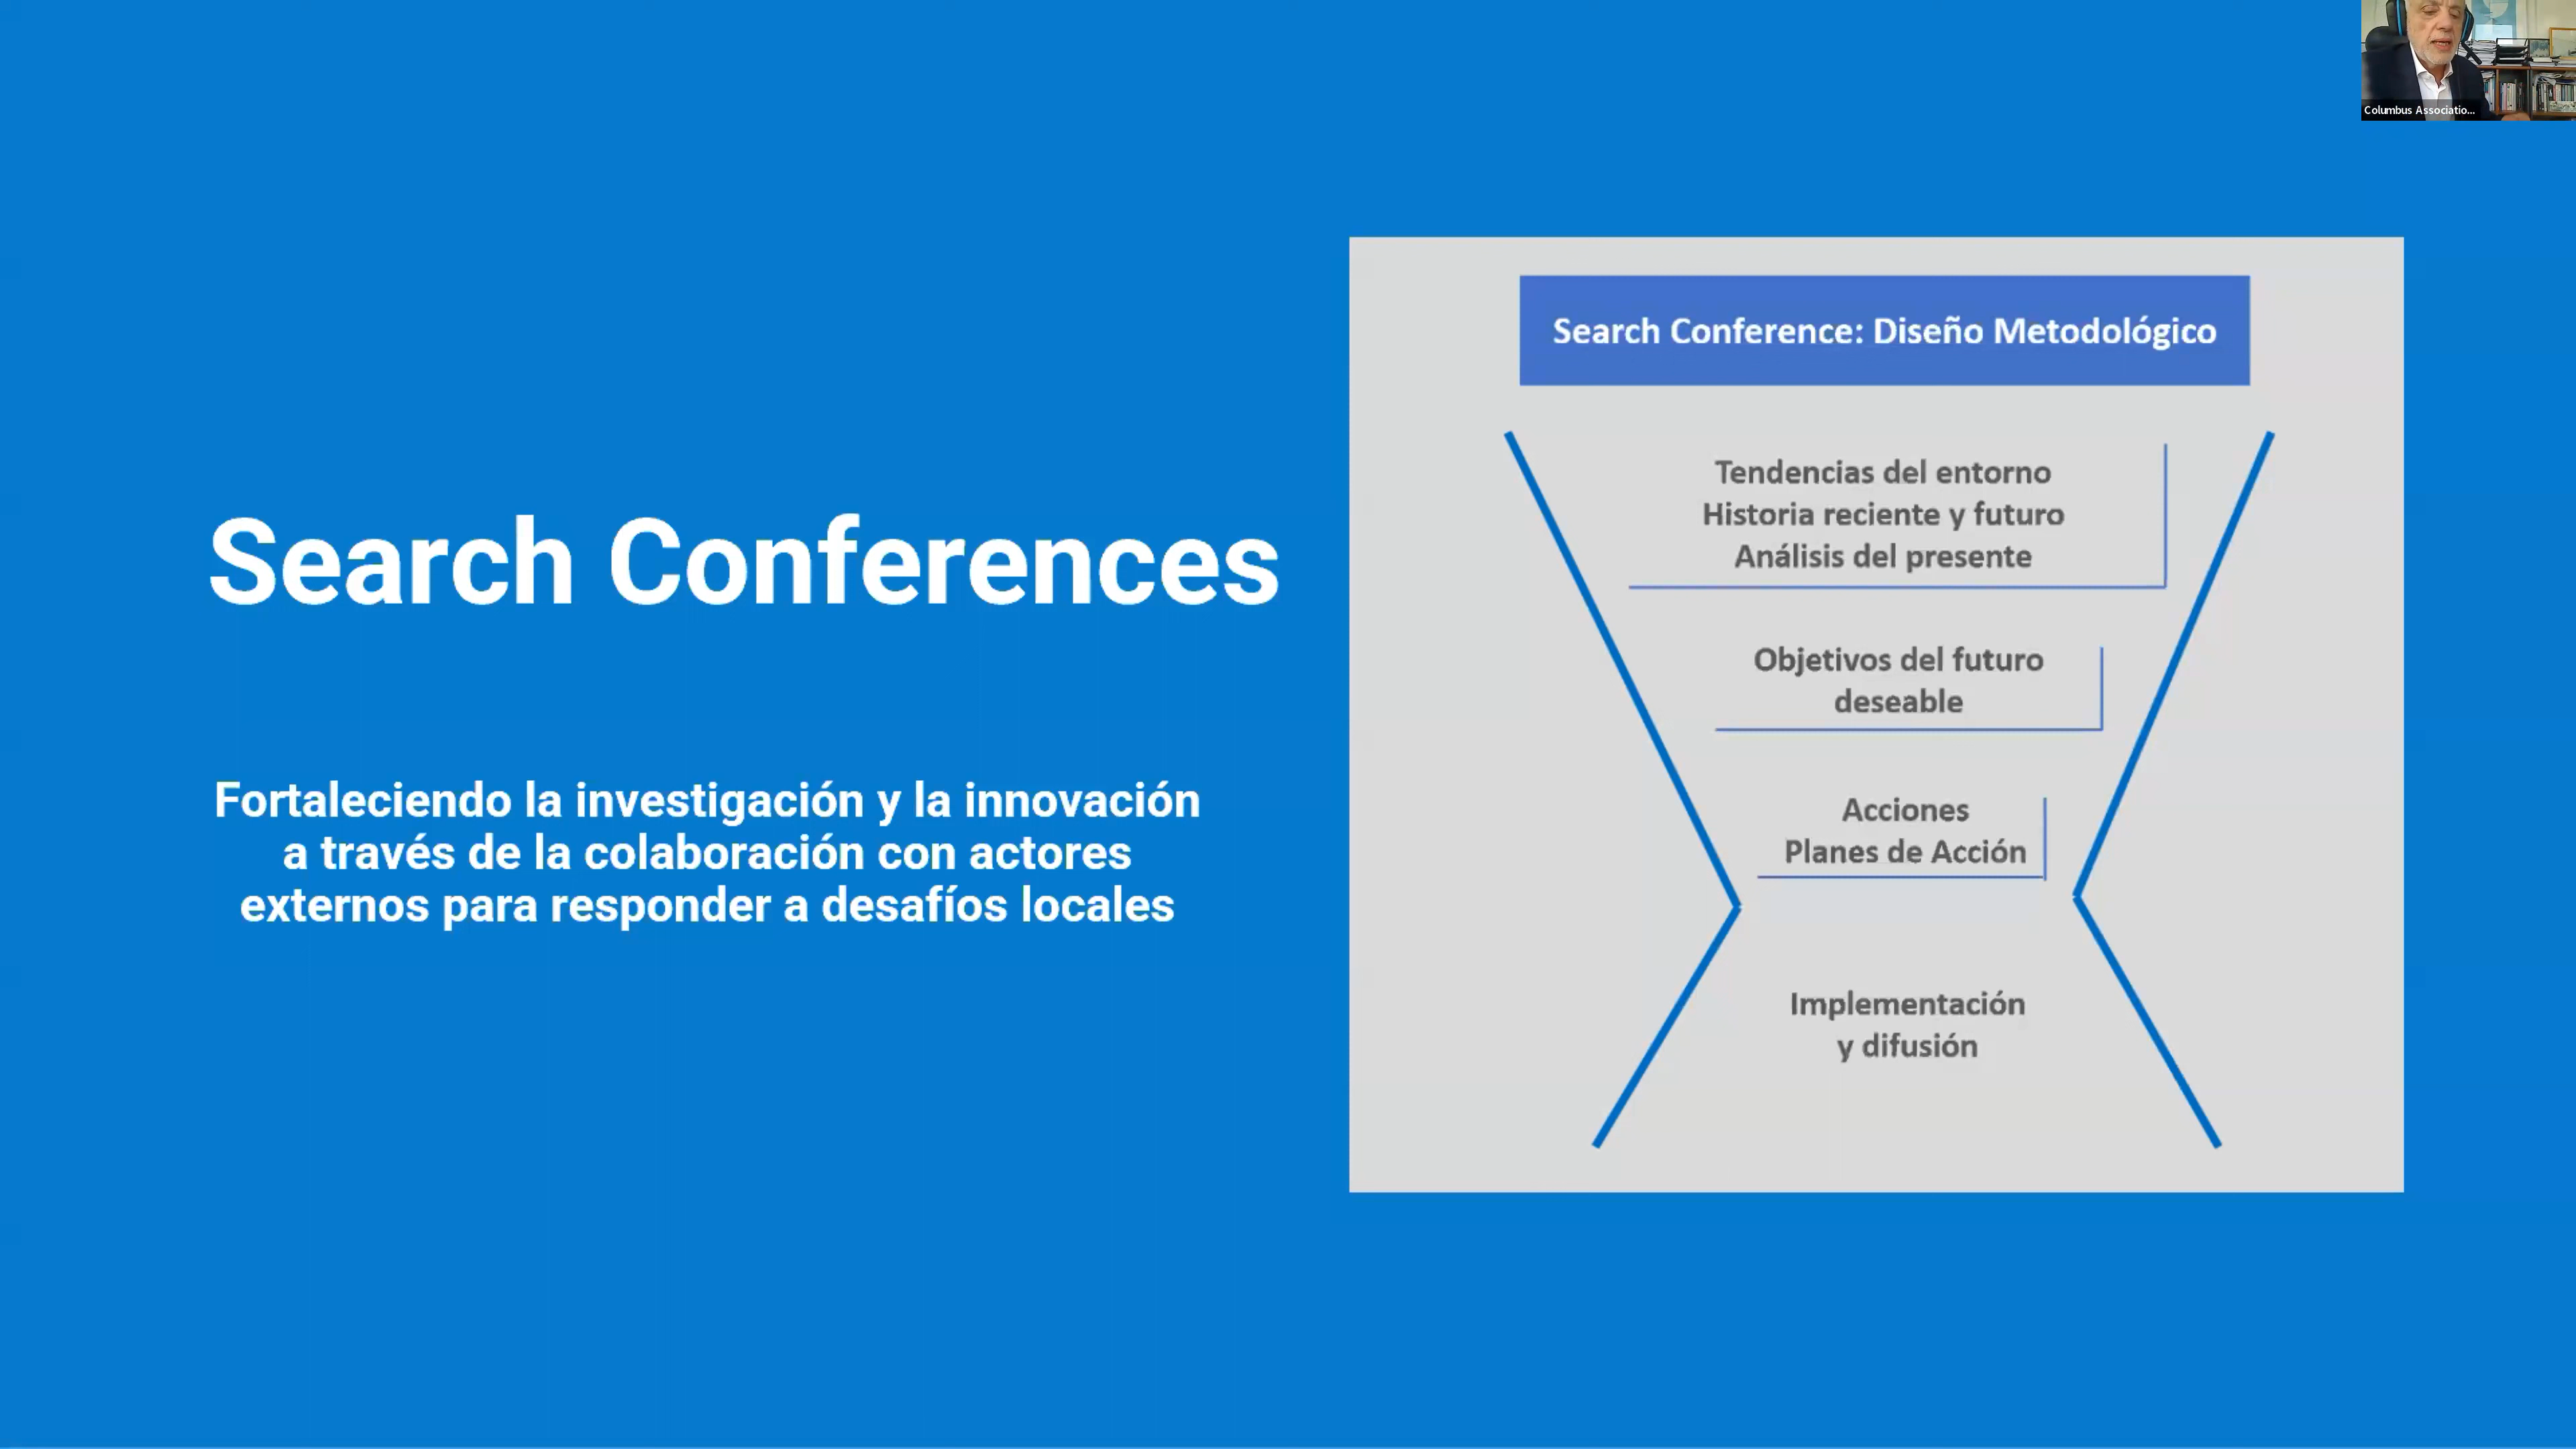 Columbus Associatio...
Search Conferences
Fortaleciendo la investigación y la innovación
a través de la colaboración con actores
externos para responder a desafíos locales
Search Conference: Diseño Metodológico
Tendencias del entorno
Historia reciente y futuro
Análisis del presente
Objetivos del futuro
deseable
Acciones
Planes de Acción
Implementación
y difusión